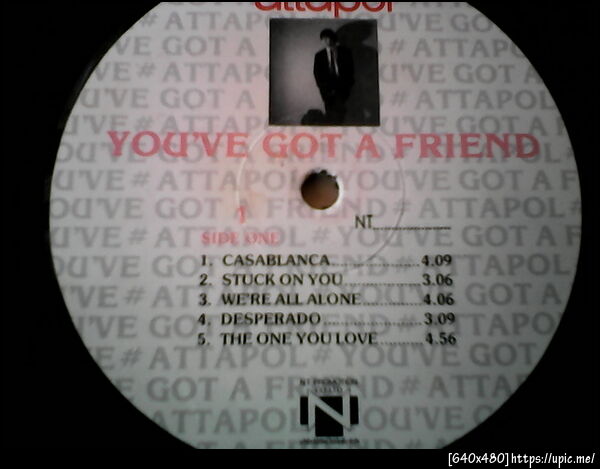 attapol
YOU'VE GOT A FRIEND
1
SIDE ONE
NT
1. CASABLANCA 4.09
2. STUCK ON YOU 3.06
3. WE'RE ALL ALONE 4.06
4. DESPERADO 3.09
5. THE ONE YOU LOVE 4.56
NT PROMOTION
N
[640x480]https://upic.me/